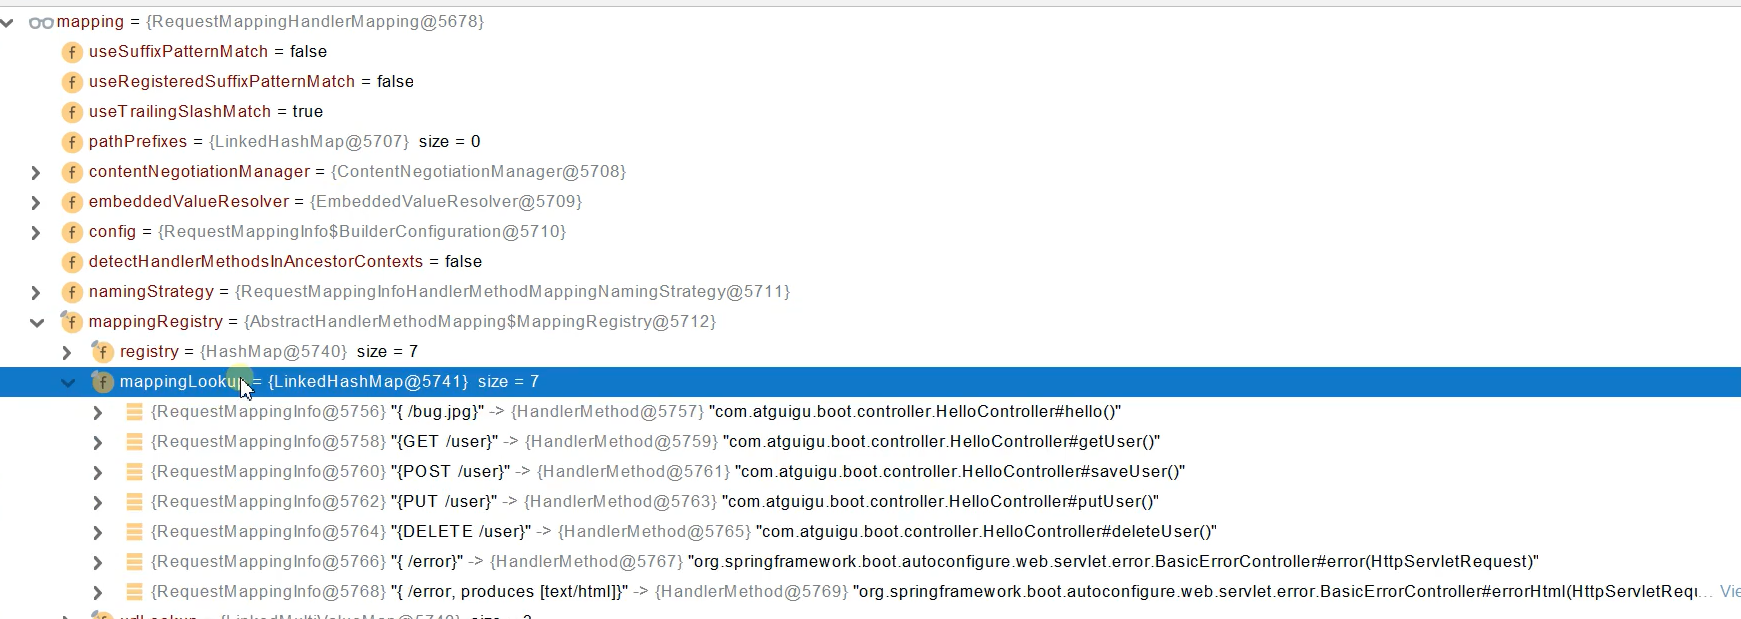 mapping = {RequestMappingHandlerMapping@5678}
useSuffixPatternMatch = false
useRegisteredSuffixPatternMatch = false
useTrailingSlashMatch = true
pathPrefixes = {LinkedHashMap@5707} size = 0
contentNegotiationManager = {ContentNegotiationManager@5708}
embeddedValueResolver = {EmbeddedValueResolver@5709}
config = {RequestMappingInfo$BuilderConfiguration@5710}
detectHandlerMethodsInAncestorContexts = false
namingStrategy = {RequestMappingInfoHandlerMethodMappingNamingStrategy@5711}
mappingRegistry = {AbstractHandlerMethodMapping$MappingRegistry@5712}
registry = {HashMap@5740} size = 7
mappingLookup = {LinkedHashMap@5741} size = 7
{RequestMappingInfo@5756} "{ /bug.jpg}" -> {HandlerMethod@5757} "com.atguigu.boot.controller.HelloController#hello()"
{RequestMappingInfo@5758} "{GET /user}" -> {HandlerMethod@5759} "com.atguigu.boot.controller.HelloController#getUser()"
{RequestMappingInfo@5760} "{POST /user}" -> {HandlerMethod@5761} "com.atguigu.boot.controller.HelloController#saveUser()"
{RequestMappingInfo@5762} "{PUT /user}" -> {HandlerMethod@5763} "com.atguigu.boot.controller.HelloController#putUser()"
{RequestMappingInfo@5764} "{DELETE /user}" -> {HandlerMethod@5765} "com.atguigu.boot.controller.HelloController#deleteUser()"
{RequestMappingInfo@5766} "{ /error}" -> {HandlerMethod@5767} "org.springframework.boot.autoconfigure.web.servlet.error.BasicErrorController#error(HttpServletRequest)"
{RequestMappingInfo@5768} "{ /error, produces [text/html]}" -> {HandlerMethod@5769} "org.springframework.boot.autoconfigure.web.servlet.error.BasicErrorController#errorHtml(HttpServletRequ... Vie